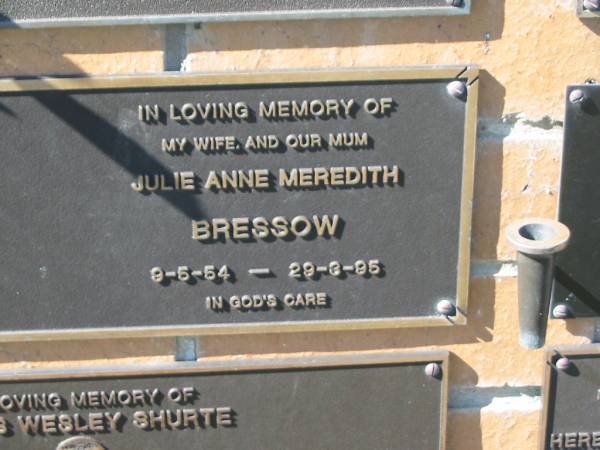 IN LOVING MEMORY OF
MY WIFE. AND OUR MUM
JULIE ANNE MEREDITH
BRESSOW
9-5-54 — 29-3-95
IN GOD'S CARE
LOVING MEMORY OF
WESLEY SHURTE